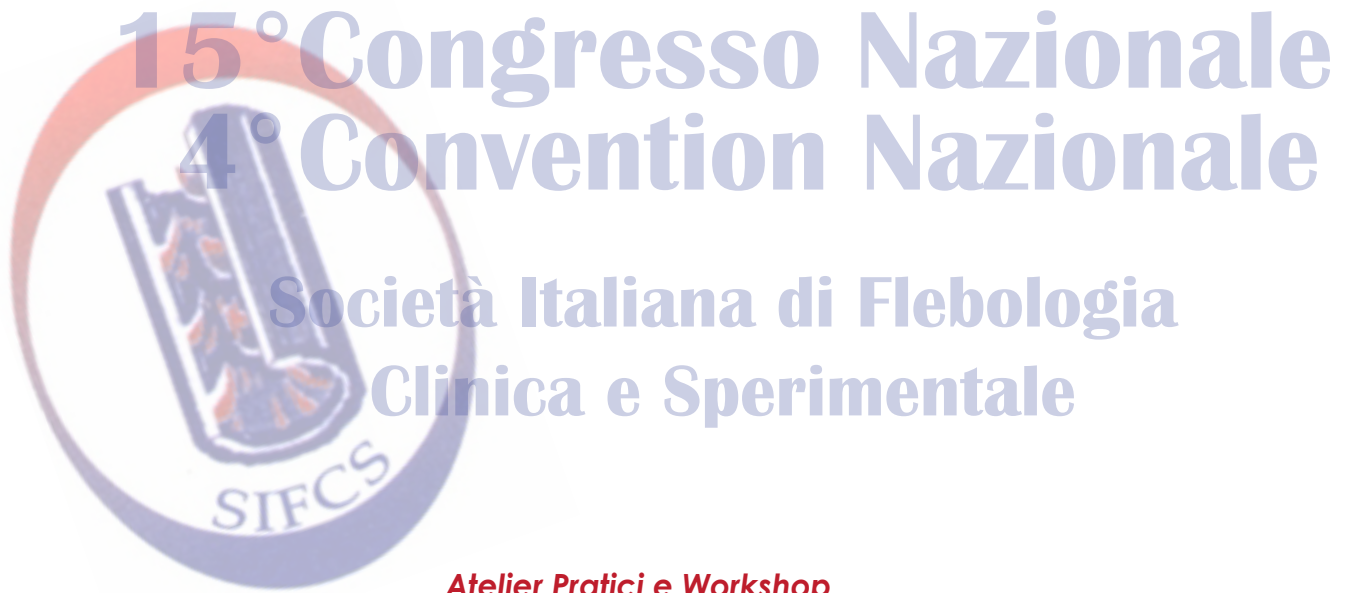 15°Congresso Nazionale
4°Convention Nazionale
Società Italiana di Flebologia
Clinica e Sperimentale
SIFCS
Atelier Pratici e Workshop